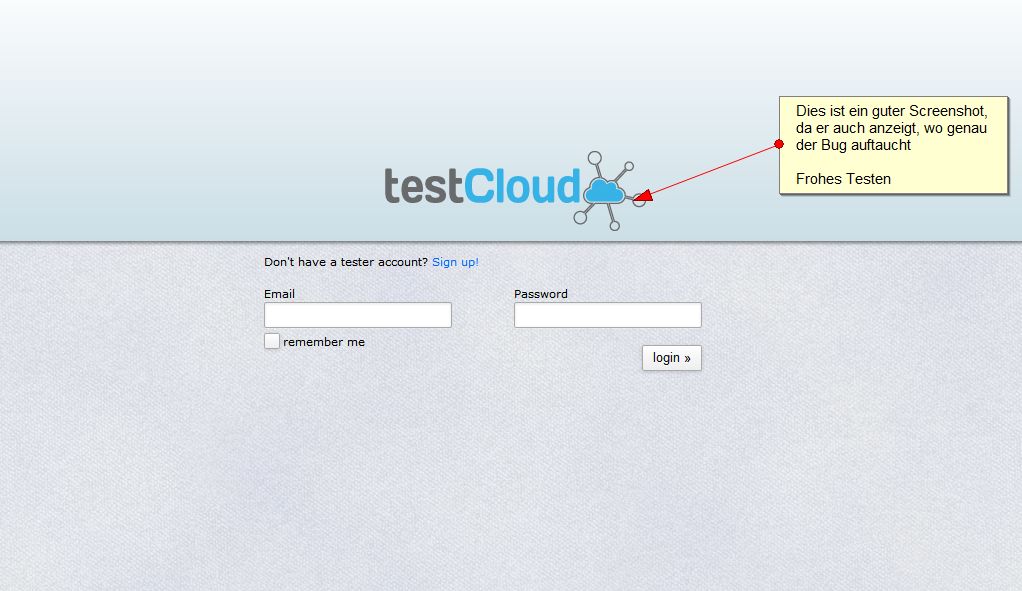 Dies ist ein guter Screenshot,
da er auch anzeigt, wo genau
der Bug auftaucht
Frohes Testen
testCloud
Don't have a tester account? Sign up!
Email
Password
remember me
login »